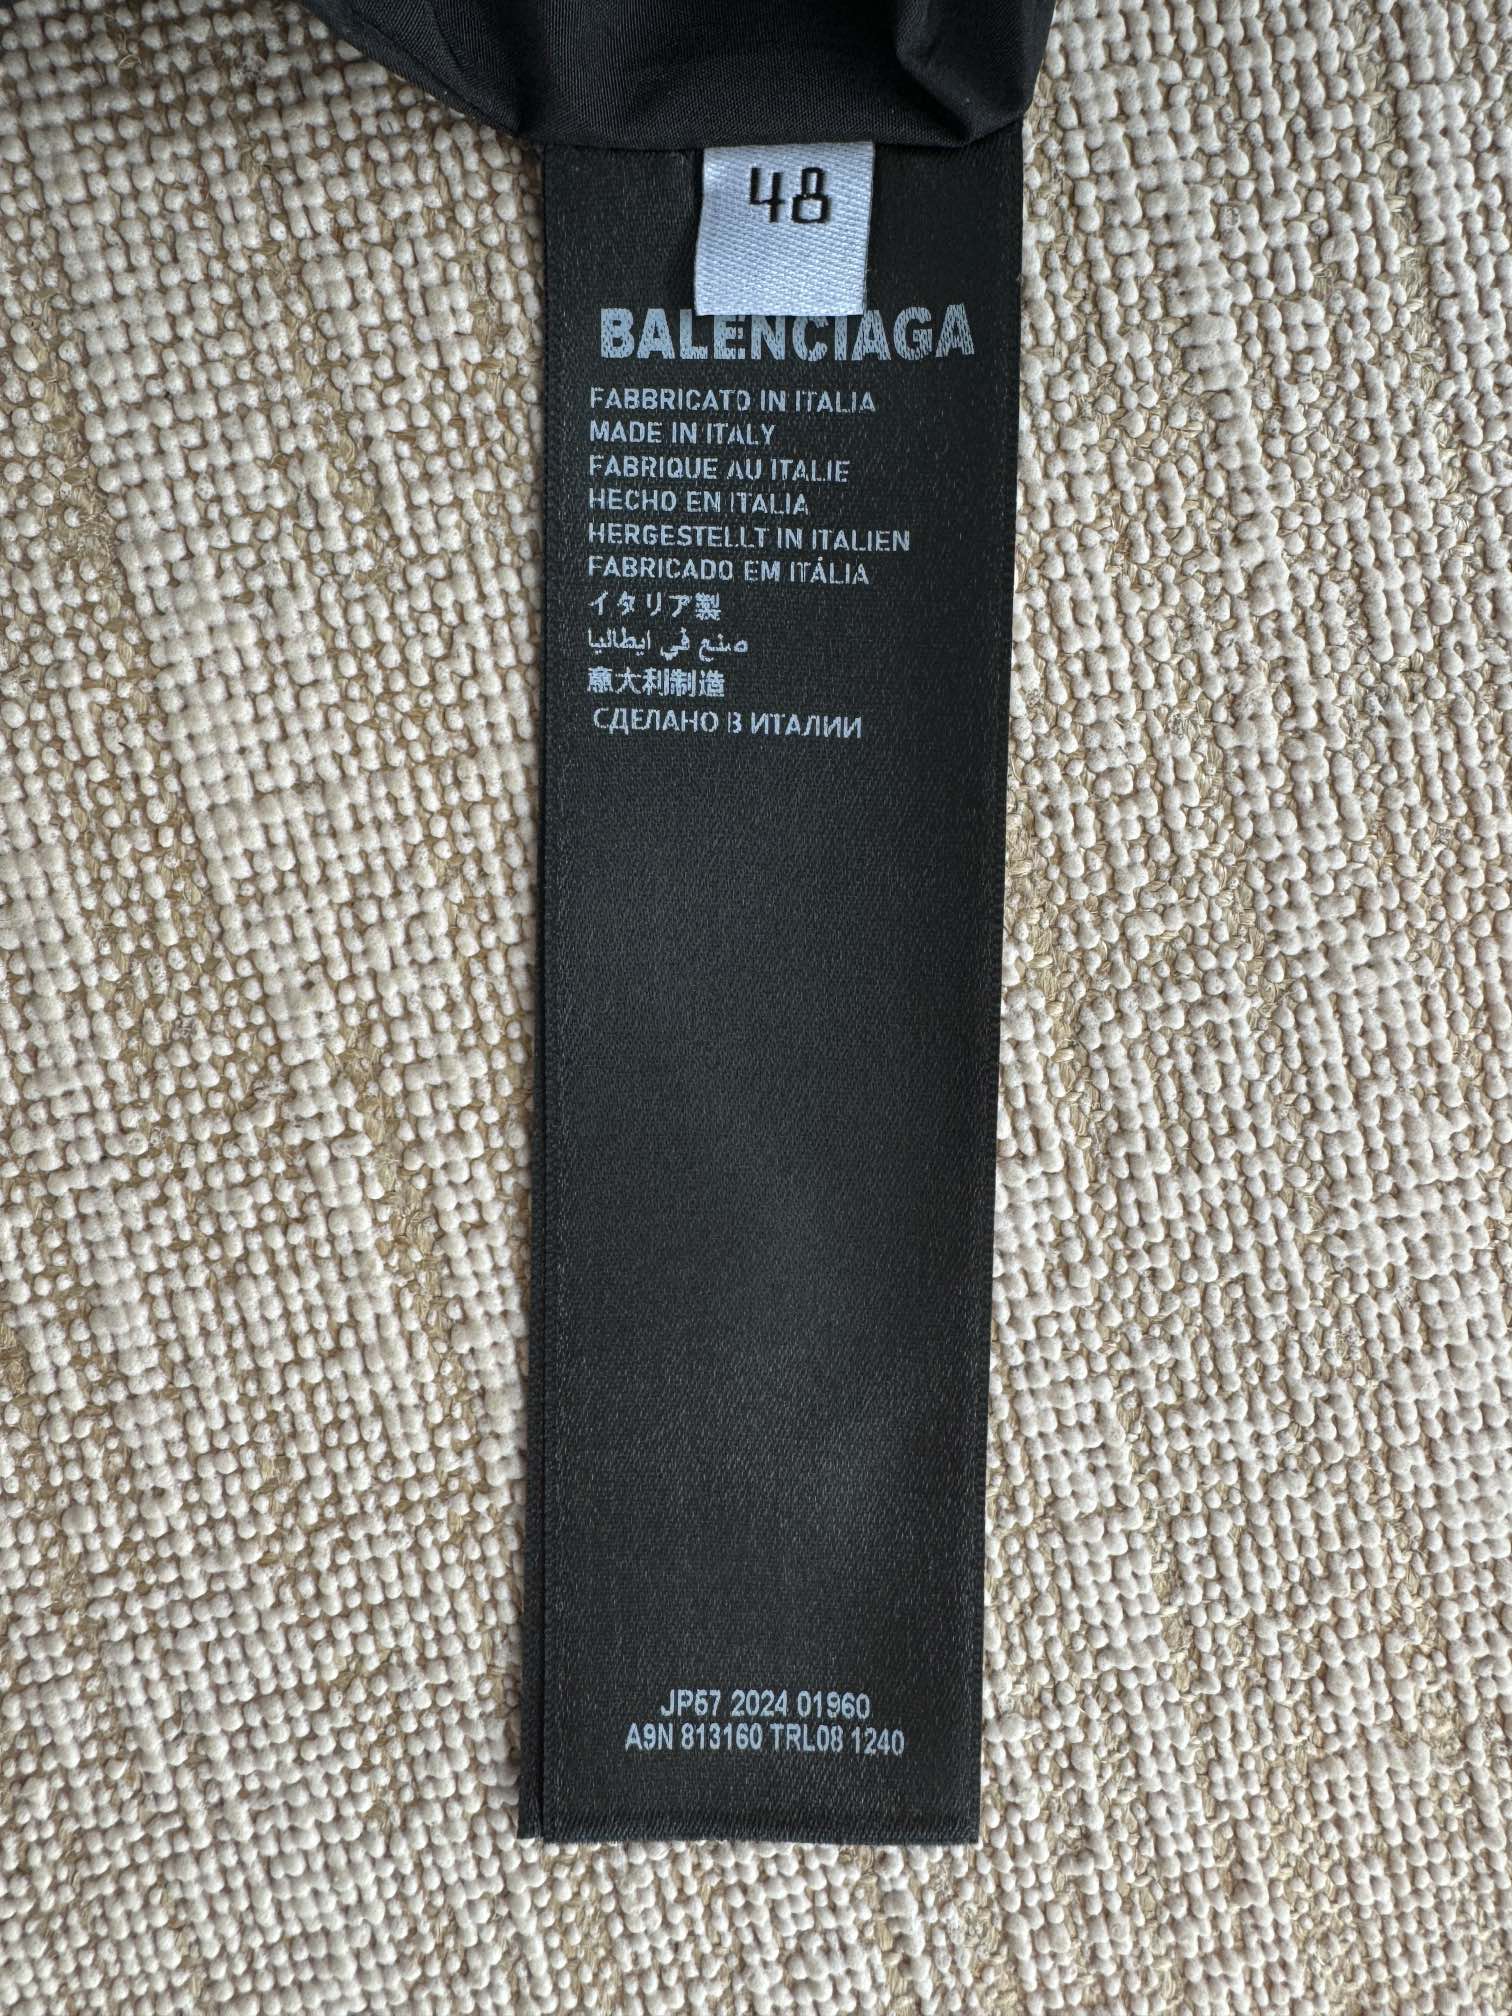 48
BALENCIAGA
FABBRICATO IN ITALIA
MADE IN ITALY
FABRIQUE AU ITALIE
HECHO EN ITALIA
HERGESTELLT IN ITALIEN
FABRICADO EM ITÁLIA
イタリア製
صنع في ايطاليا
意大利制造
СДЕЛАНО В ИТАЛИИ
JP57 2024 01960
A9N 813160 TRL08 1240